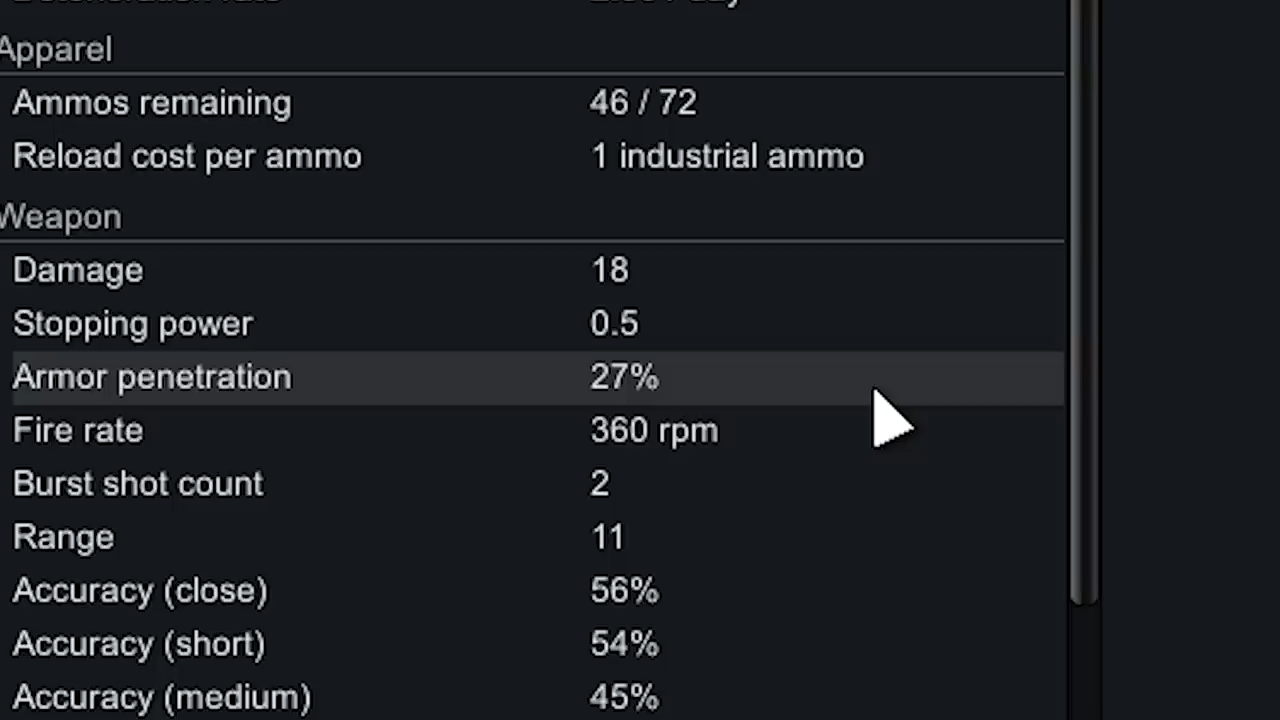 Apparel
Ammos remaining 46 / 72
Reload cost per ammo 1 industrial ammo
Weapon
Damage 18
Stopping power 0.5
Armor penetration 27%
Fire rate 360 rpm
Burst shot count 2
Range 11
Accuracy (close) 56%
Accuracy (short) 54%
Accuracy (medium) 45%